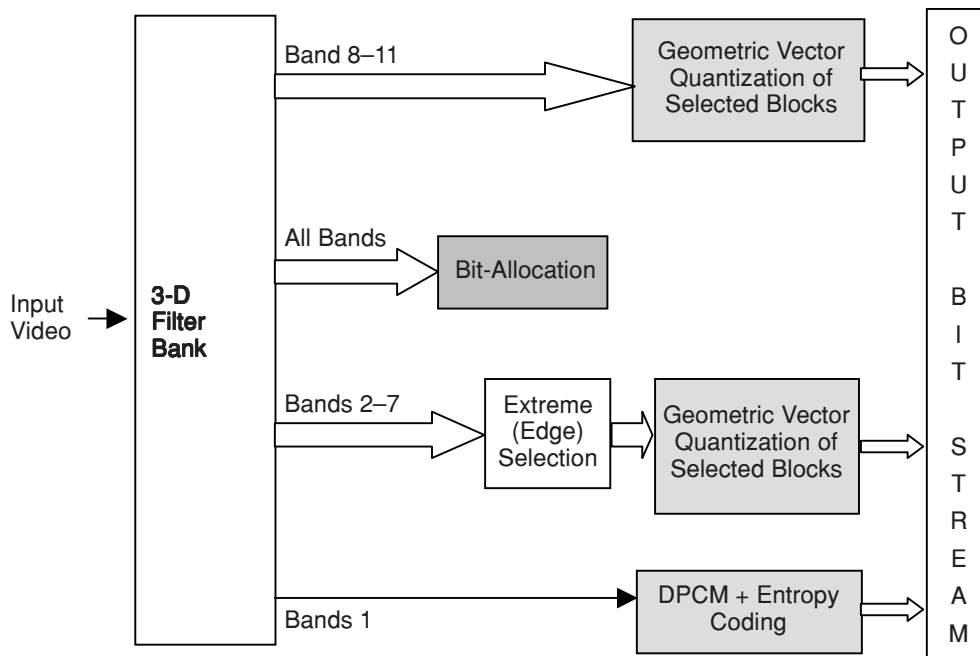 Input
Video
3-D
Filter
Bank
Band 8–11
Geometric Vector
Quantization of
Selected Blocks
All Bands
Bit-Allocation
Bands 2–7
Extreme
(Edge)
Selection
Geometric Vector
Quantization of
Selected Blocks
Bands 1
DPCM + Entropy
Coding
O
U
T
P
U
T
B
I
T
S
T
R
E
A
M